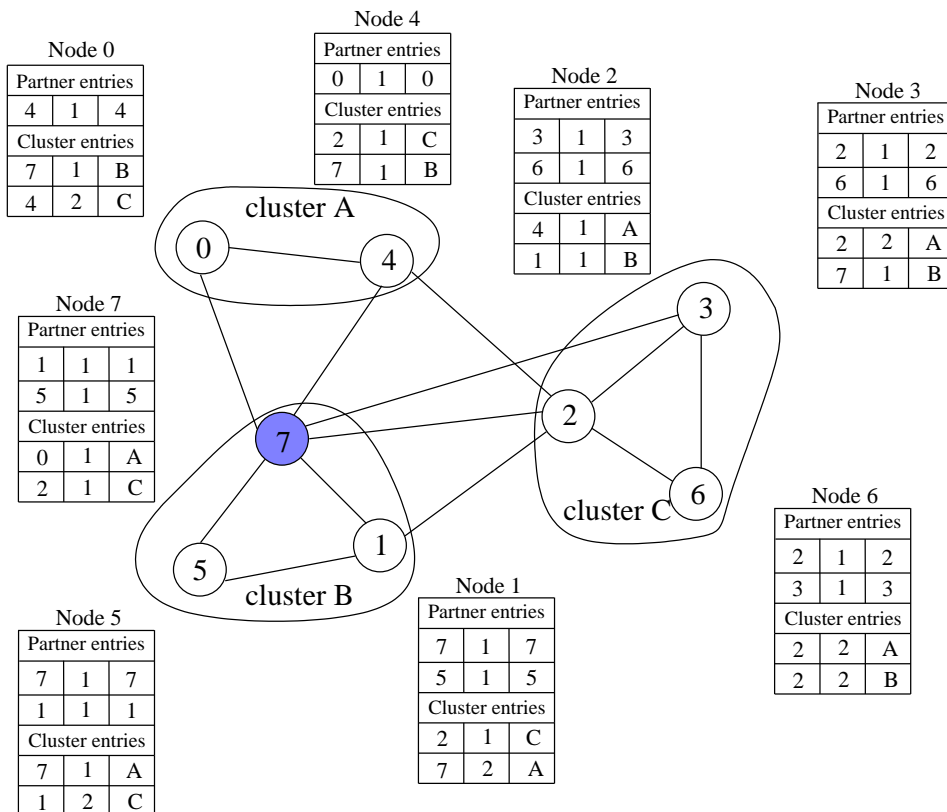 Node 4
Node 0
Partner entries
0 1 0
Cluster entries
2 1 C
7 1 B
Partner entries
4 1 4
Cluster entries
7 1 B
4 2 C
Node 2
Partner entries
3 1 3
6 1 6
Cluster entries
4 1 A
1 1 B
Node 3
Partner entries
2 1 2
6 1 6
Cluster entries
2 2 A
7 1 B
cluster A
0
4
Node 7
Partner entries
1 1 1
5 1 5
Cluster entries
0 1 A
2 1 C
3
2
7
6
cluster C
5
1
cluster B
Node 6
Partner entries
2 1 2
3 1 3
Cluster entries
2 2 A
2 2 B
Node 1
Partner entries
7 1 7
5 1 5
Cluster entries
2 1 C
7 2 A
Node 5
Partner entries
7 1 7
1 1 1
Cluster entries
7 1 A
1 2 C